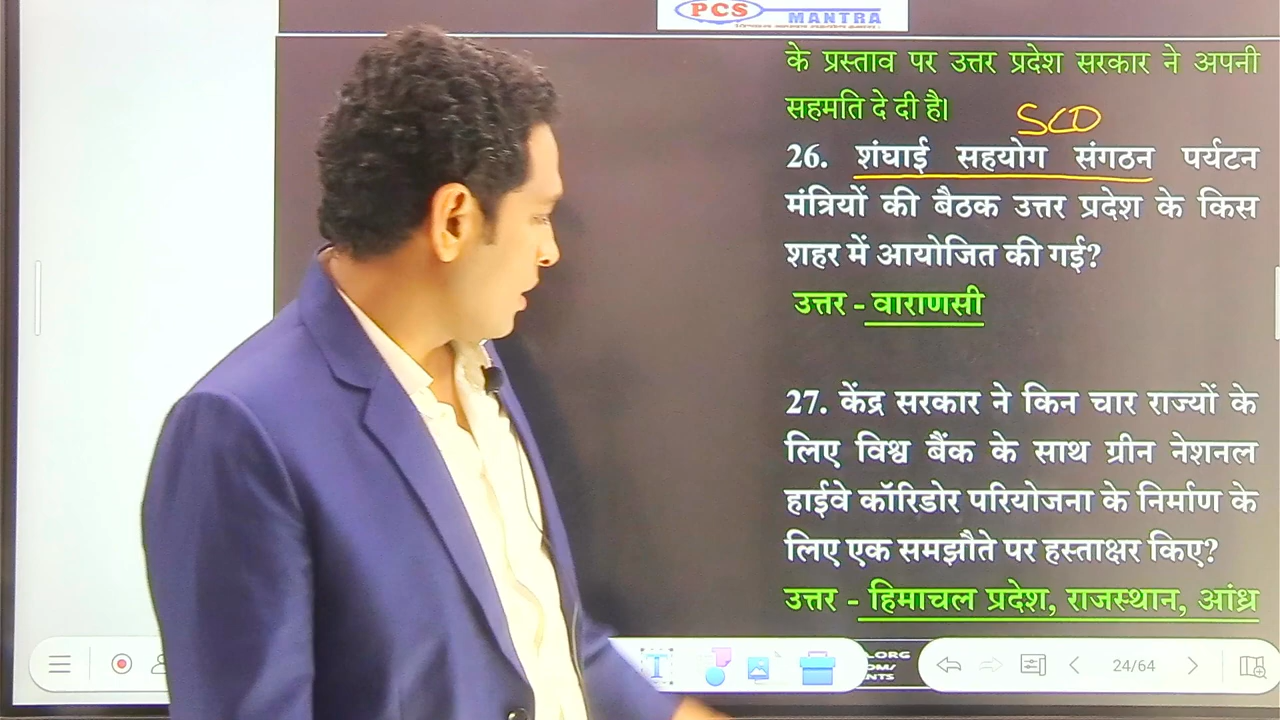 PCS
MANTRA
के प्रस्ताव पर उत्तर प्रदेश सरकार ने अपनी
सहमति दे दी है।
SCO
26. शंघाई सहयोग संगठन पर्यटन
मंत्रियों की बैठक उत्तर प्रदेश के किस
शहर में आयोजित की गई?
उत्तर - वाराणसी
27. केंद्र सरकार ने किन चार राज्यों के
लिए विश्व बैंक के साथ ग्रीन नेशनल
हाईवे कॉरिडोर परियोजना के निर्माण के
लिए एक समझौते पर हस्ताक्षर किए?
उत्तर - हिमाचल प्रदेश, राजस्थान, आंध्र
T
.ORG
24/64